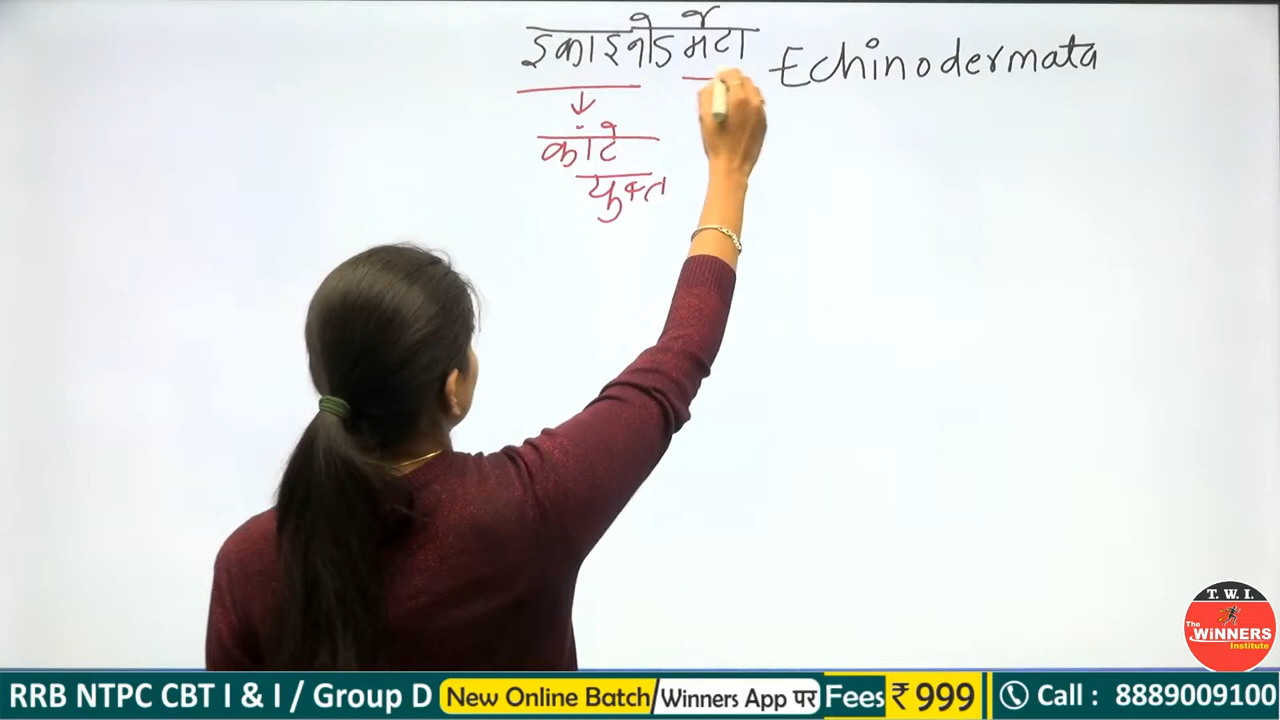 इकाइनोडर्मेटा Echinodermata
कांटे
युक्त
T. W. I.
The
WiNNERS
Institute
RRB NTPC CBT I & I / Group D New Online Batch Winners App पर Fees ₹ 999 Call : 8889009100